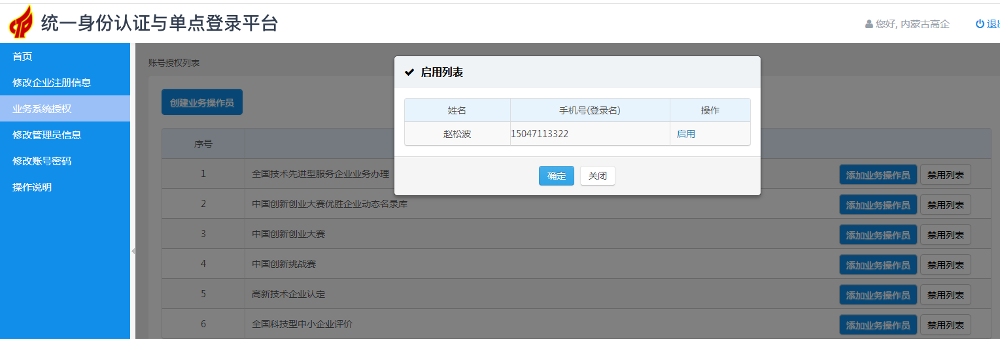 统一身份认证与单点登录平台
您好, 内蒙古高企
首页
修改企业注册信息
业务系统授权
修改管理员信息
修改账号密码
操作说明
账号授权列表
创建业务操作员
序号
1 全国技术先进型服务企业业务办理 添加业务操作员 禁用列表
2 中国创新创业大赛优胜企业动态名录库 添加业务操作员 禁用列表
3 中国创新创业大赛 添加业务操作员 禁用列表
4 中国创新挑战赛 添加业务操作员 禁用列表
5 高新技术企业认定 添加业务操作员 禁用列表
6 全国科技型中小企业评价 添加业务操作员 禁用列表
启用列表
姓名 手机号(登录名) 操作
赵松波 15047113322 启用
确定 关闭